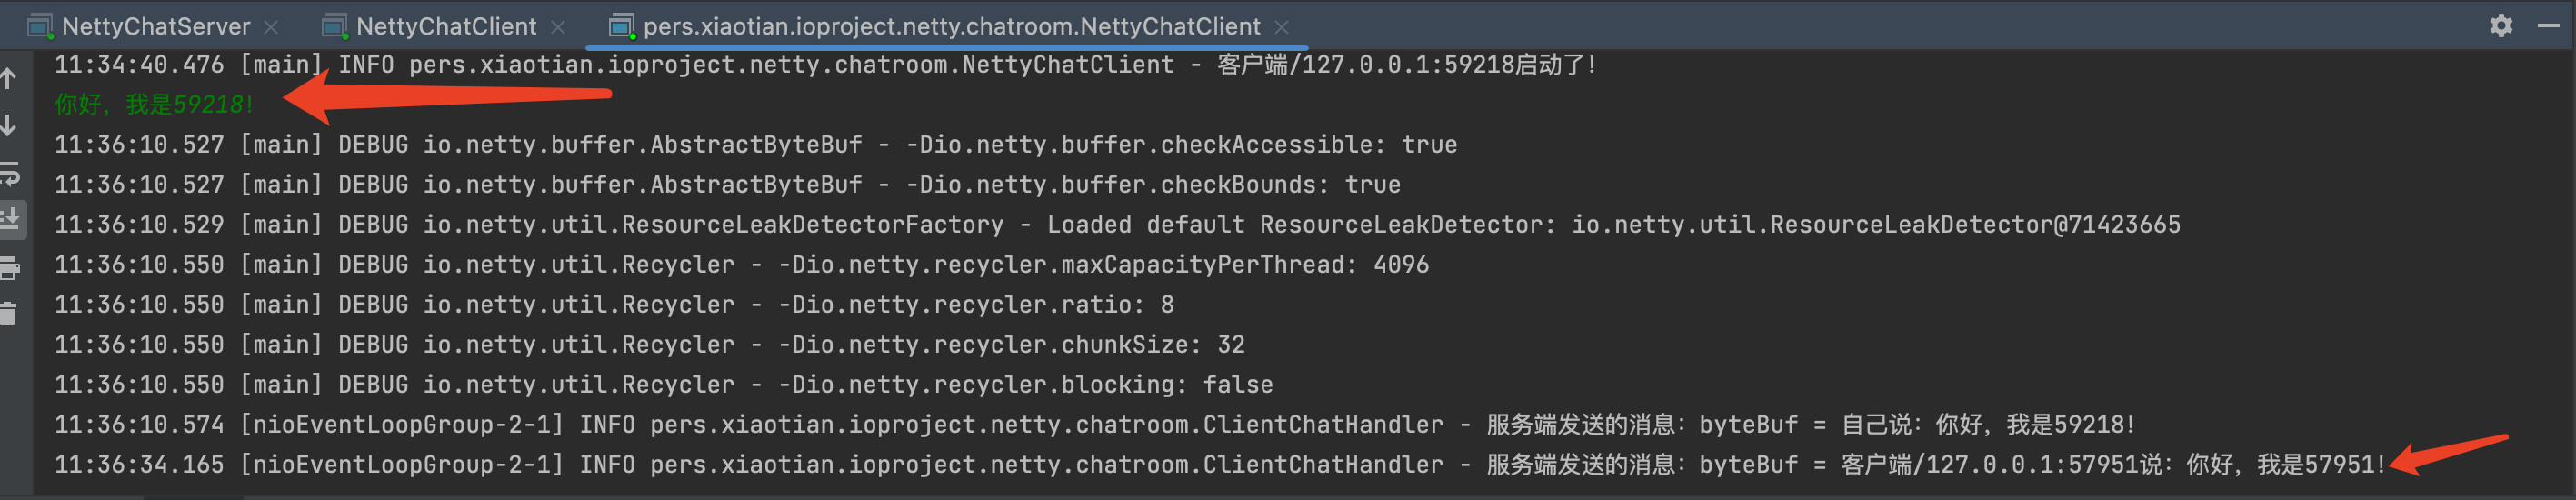 NettyChatServer NettyChatClient pers.xiaotian.ioproject.netty.chatroom.NettyChatClient
11:34:40.476 [main] INFO pers.xiaotian.ioproject.netty.chatroom.NettyChatClient - 客户端/127.0.0.1:59218启动了!
你好，我是59218!
11:36:10.527 [main] DEBUG io.netty.buffer.AbstractByteBuf - -Dio.netty.buffer.checkAccessible: true
11:36:10.527 [main] DEBUG io.netty.buffer.AbstractByteBuf - -Dio.netty.buffer.checkBounds: true
11:36:10.529 [main] DEBUG io.netty.util.ResourceLeakDetectorFactory - Loaded default ResourceLeakDetector: io.netty.util.ResourceLeakDetector@71423665
11:36:10.550 [main] DEBUG io.netty.util.Recycler - -Dio.netty.recycler.maxCapacityPerThread: 4096
11:36:10.550 [main] DEBUG io.netty.util.Recycler - -Dio.netty.recycler.ratio: 8
11:36:10.550 [main] DEBUG io.netty.util.Recycler - -Dio.netty.recycler.chunkSize: 32
11:36:10.550 [main] DEBUG io.netty.util.Recycler - -Dio.netty.recycler.blocking: false
11:36:10.574 [nioEventLoopGroup-2-1] INFO pers.xiaotian.ioproject.netty.chatroom.ClientChatHandler - 服务端发送的消息：byteBuf = 自己说：你好，我是59218!
11:36:34.165 [nioEventLoopGroup-2-1] INFO pers.xiaotian.ioproject.netty.chatroom.ClientChatHandler - 服务端发送的消息：byteBuf = 客户端/127.0.0.1:57951说：你好，我是57951!